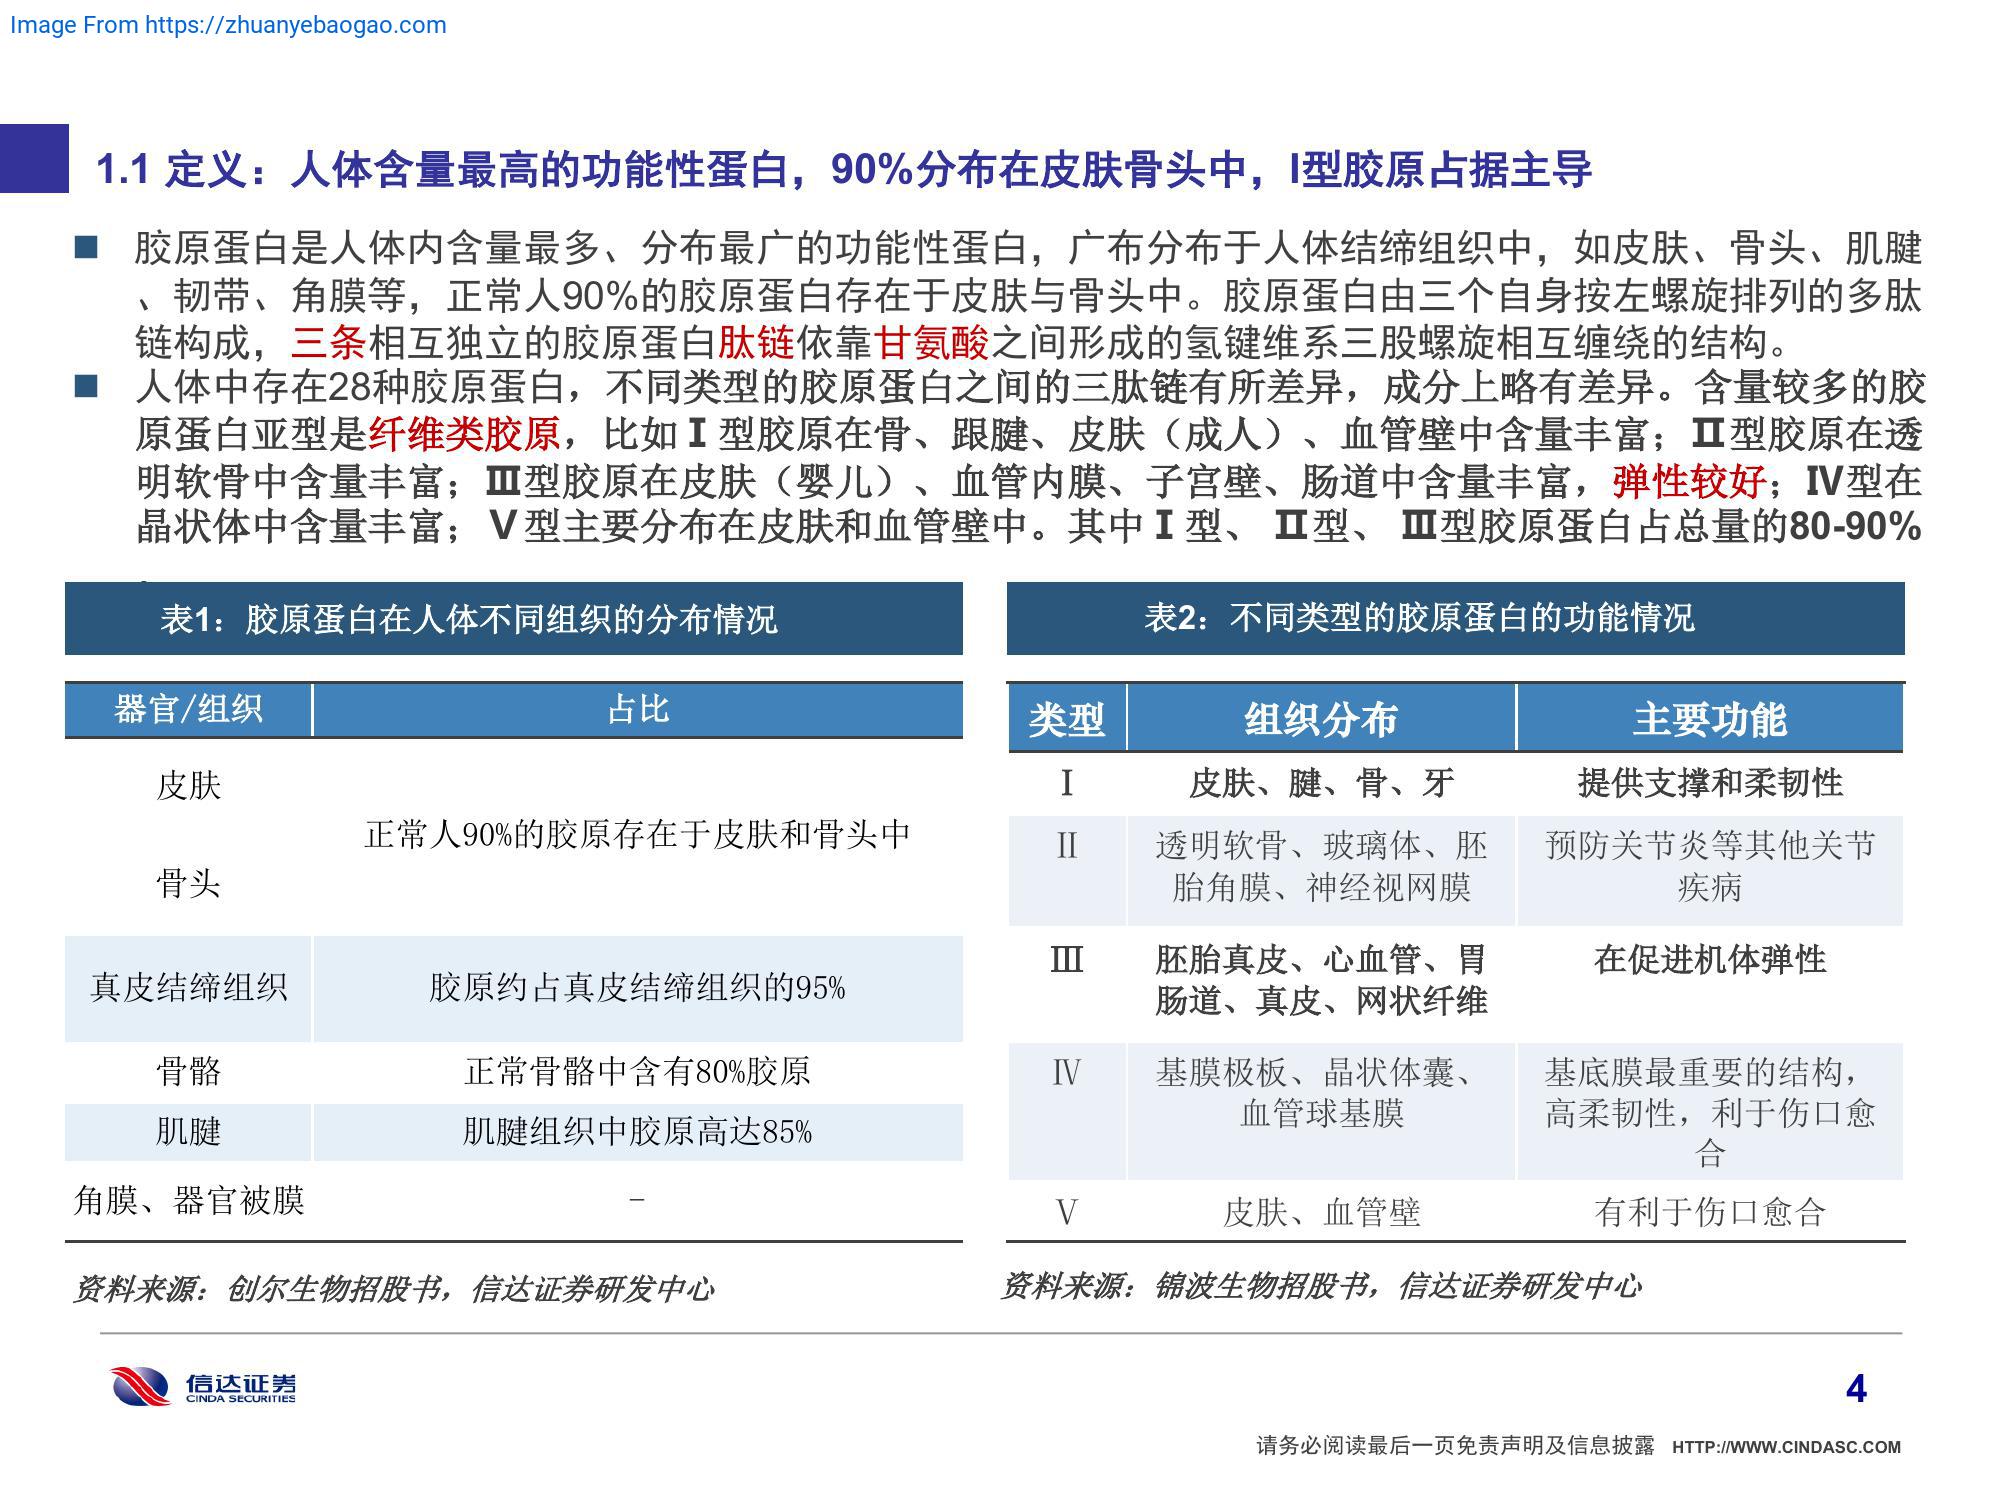 Image From https://zhuanyebaogao.com
1.1 定义：人体含量最高的功能性蛋白，90%分布在皮肤骨头中，I型胶原占据主导
胶原蛋白是人体内含量最多、分布最广的功能性蛋白，广布分布于人体结缔组织中，如皮肤、骨头、肌腱
、韧带、角膜等，正常人90%的胶原蛋白存在于皮肤与骨头中。胶原蛋白由三个自身按左螺旋排列的多肽
链构成，三条相互独立的胶原蛋白肽链依靠甘氨酸之间形成的氢键维系三股螺旋相互缠绕的结构。
人体中存在28种胶原蛋白，不同类型的胶原蛋白之间的三肽链有所差异，成分上略有差异。含量较多的胶
原蛋白亚型是纤维类胶原，比如Ⅰ型胶原在骨、跟腱、皮肤（成人）、血管壁中含量丰富；Ⅱ型胶原在透
明软骨中含量丰富；Ⅲ型胶原在皮肤（婴儿）、血管内膜、子宫壁、肠道中含量丰富，弹性较好；Ⅳ型在
晶状体中含量丰富；Ⅴ型主要分布在皮肤和血管壁中。其中Ⅰ型、Ⅱ型、Ⅲ型胶原蛋白占总量的80-90%
表1：胶原蛋白在人体不同组织的分布情况
器官/组织 占比
皮肤
正常人90%的胶原存在于皮肤和骨头中
骨头
真皮结缔组织 胶原约占真皮结缔组织的95%
骨骼 正常骨骼中含有80%胶原
肌腱 肌腱组织中胶原高达85%
角膜、器官被膜 -
资料来源：创尔生物招股书，信达证券研发中心
表2：不同类型的胶原蛋白的功能情况
类型 组织分布 主要功能
Ⅰ 皮肤、腱、骨、牙 提供支撑和柔韧性
Ⅱ 透明软骨、玻璃体、胚 预防关节炎等其他关节
胎角膜、神经视网膜 疾病
Ⅲ 胚胎真皮、心血管、胃 在促进机体弹性
肠道、真皮、网状纤维
Ⅳ 基膜极板、晶状体囊、 基底膜最重要的结构，
血管球基膜 高柔韧性，利于伤口愈
合
Ⅴ 皮肤、血管壁 有利于伤口愈合
资料来源：锦波生物招股书，信达证券研发中心
信达证券
CINDA SECURITIES
4
请务必阅读最后一页免责声明及信息披露 HTTP://WWW.CINDASC.COM